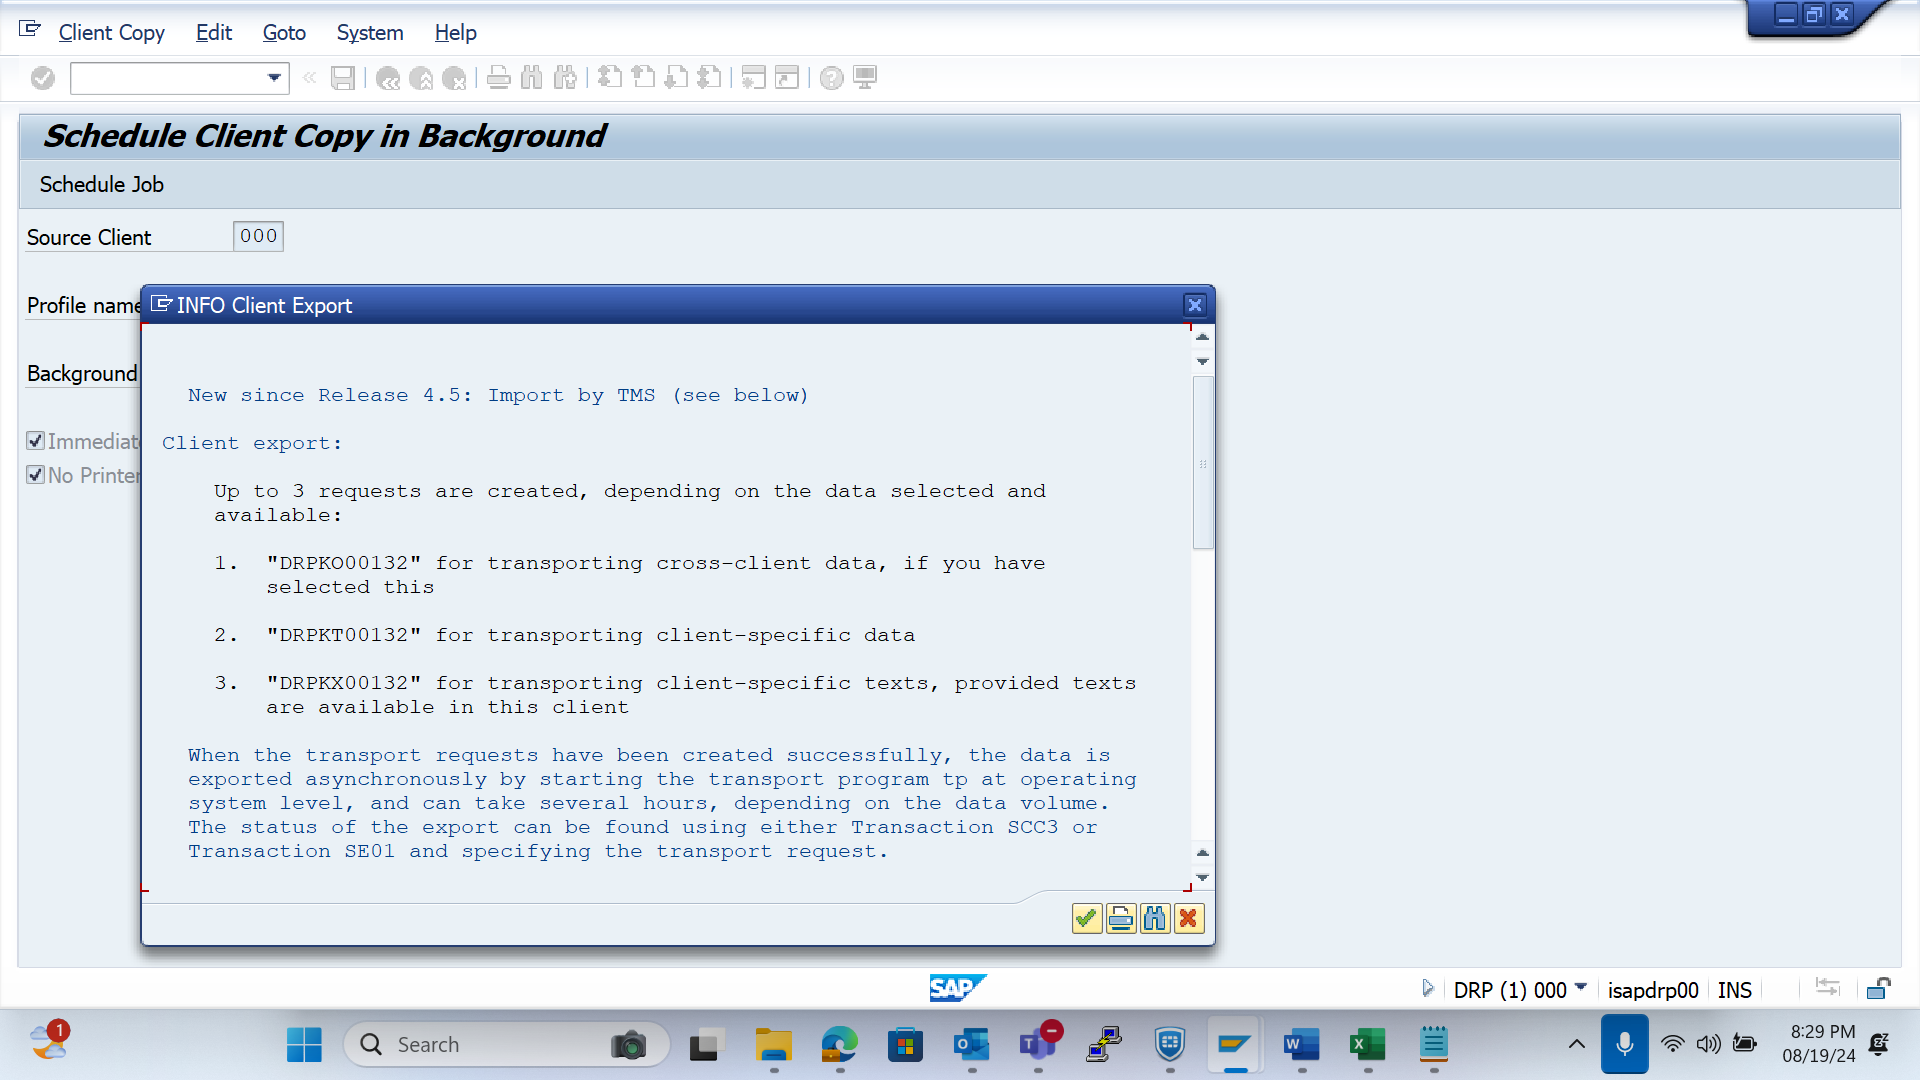 Client Copy Edit Goto System Help
Schedule Client Copy in Background
Schedule Job
Source Client 000
Profile name
Background
Immediat
No Printer
INFO Client Export
New since Release 4.5: Import by TMS (see below)
Client export:
Up to 3 requests are created, depending on the data selected and
available:
1. "DRPKO00132" for transporting cross-client data, if you have
selected this
2. "DRPKT00132" for transporting client-specific data
3. "DRPKX00132" for transporting client-specific texts, provided texts
are available in this client
When the transport requests have been created successfully, the data is
exported asynchronously by starting the transport program tp at operating
system level, and can take several hours, depending on the data volume.
The status of the export can be found using either Transaction SCC3 or
Transaction SE01 and specifying the transport request.
SAP
DRP (1) 000 isapdrp00 INS
1
Search
8:29 PM
08/19/24